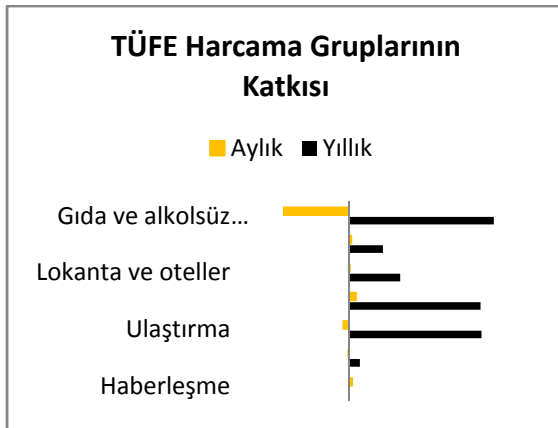 TÜFE Harcama Gruplarının
Katkısı
Aylık Yıllık
Gıda ve alkolsüz...
Lokanta ve oteller
Ulaştırma
Haberleşme